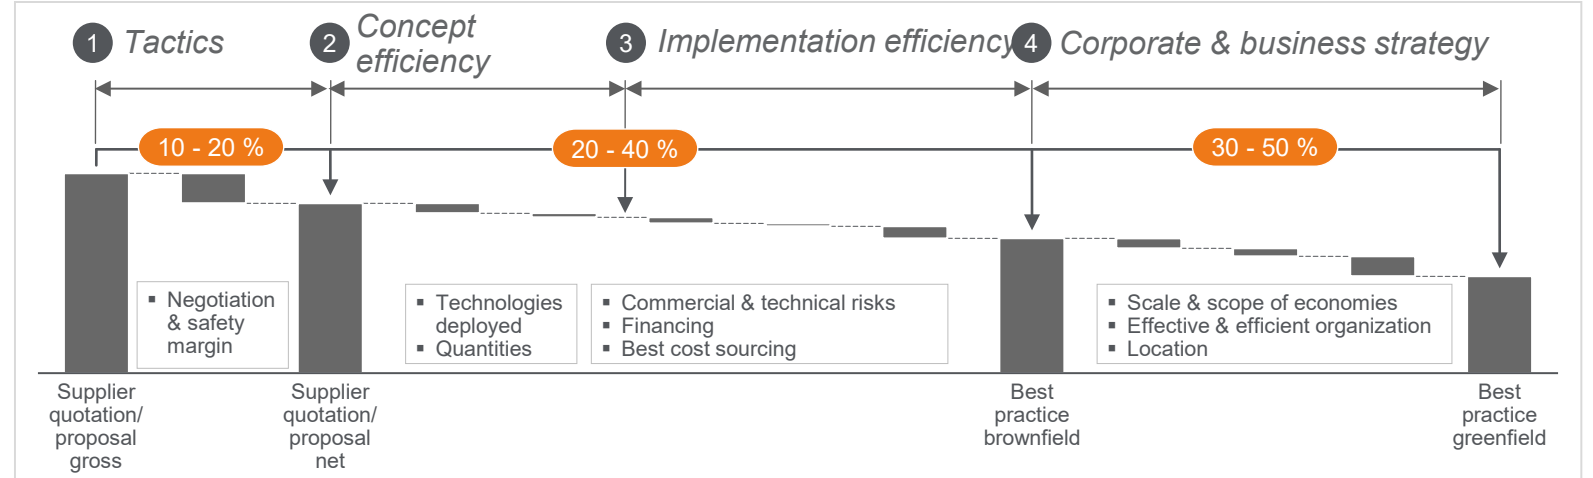 1 Tactics
2 Concept
efficiency
3 Implementation efficiency
4 Corporate & business strategy
10 - 20 %
20 - 40 %
30 - 50 %
▪ Negotiation
& safety
margin
▪ Technologies
deployed
▪ Quantities
▪ Commercial & technical risks
▪ Financing
▪ Best cost sourcing
▪ Scale & scope of economies
▪ Effective & efficient organization
▪ Location
Supplier
quotation/
proposal
gross
Supplier
quotation/
proposal
net
Best
practice
brownfield
Best
practice
greenfield